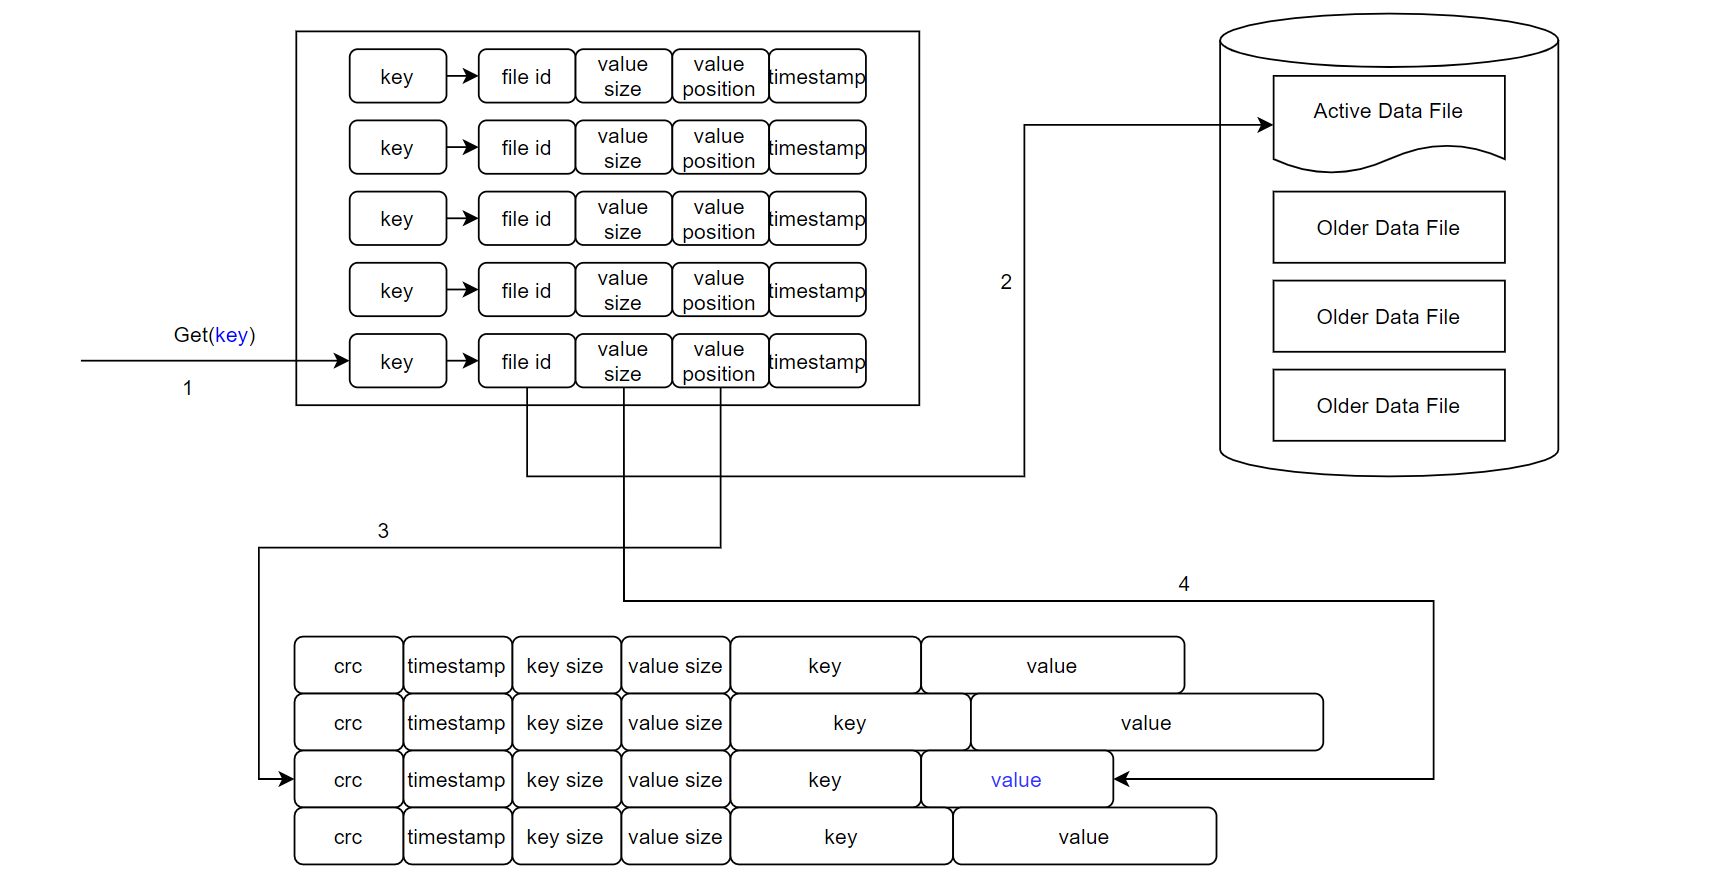 key file id value size value position timestamp
key file id value size value position timestamp
key file id value size value position timestamp
key file id value size value position timestamp
Get(key)
1
key file id value size value position timestamp
Active Data File
Older Data File
Older Data File
Older Data File
2
3
4
crc timestamp key size value size key value
crc timestamp key size value size key value
crc timestamp key size value size key value
crc timestamp key size value size key value